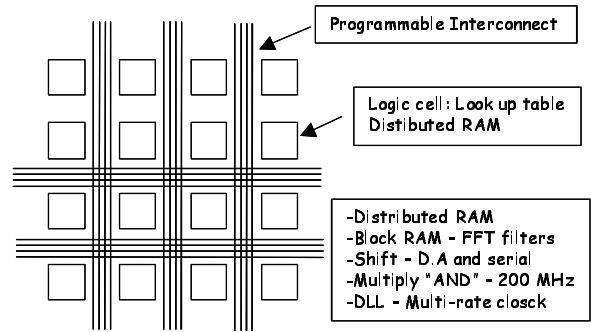 Programmable Interconnect
Logic cell: Look up table
Distibuted RAM
-Distributed RAM
-Block RAM - FFT filters
-Shift - D.A and serial
-Multiply "AND" - 200 MHz
-DLL - Multi-rate closck